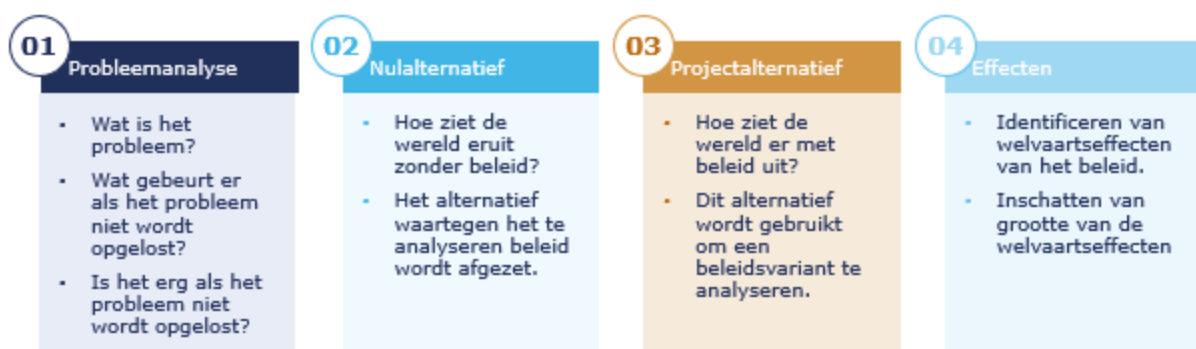 01
Probleemanalyse
▪ Wat is het
probleem?
▪ Wat gebeurt er
als het probleem
niet wordt
opgelost?
▪ Is het erg als het
probleem niet
wordt opgelost?
02
Nulalternatief
▪ Hoe ziet de
wereld eruit
zonder beleid?
▪ Het alternatief
waartegen het te
analyseren beleid
wordt afgezet.
03
Projectalternatief
▪ Hoe ziet de
wereld er met
beleid uit?
▪ Dit alternatief
wordt gebruikt
om een
beleidsvariant te
analyseren.
04
Effecten
▪ Identificeren van
welvaartseffecten
van het beleid.
▪ Inschatten van
grootte van de
welvaartseffecten